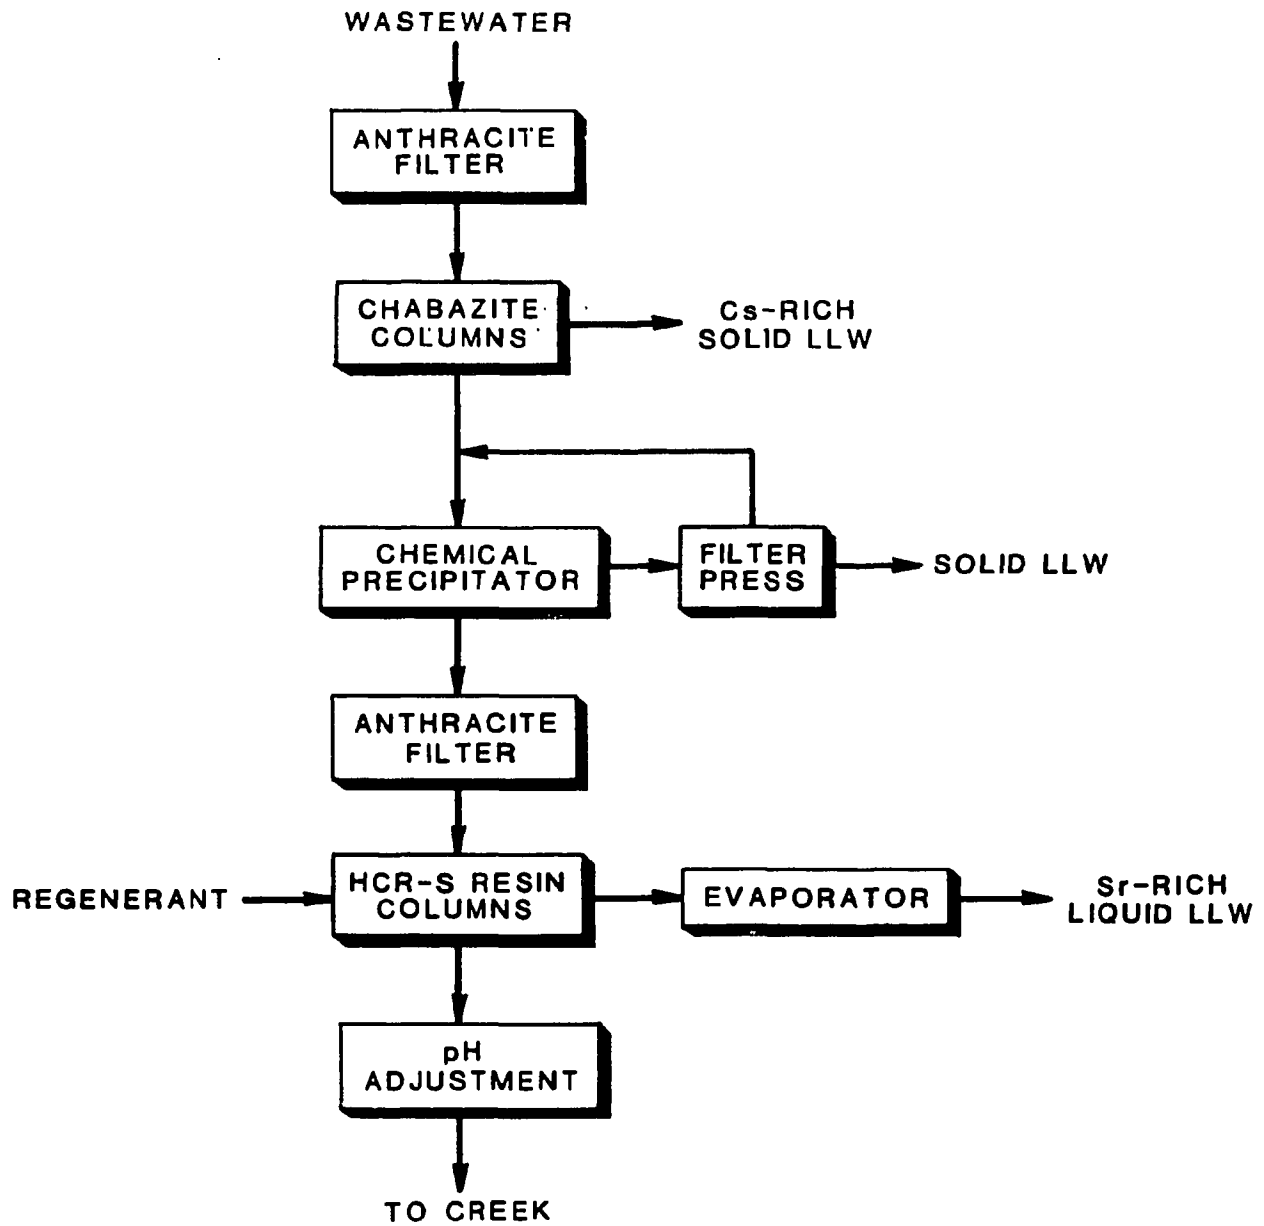 WASTEWATER
ANTHRACITE
FILTER
CHABAZITE
COLUMNS
Cs-RICH
SOLID LLW
CHEMICAL
PRECIPITATOR
FILTER
PRESS
SOLID LLW
ANTHRACITE
FILTER
REGENERANT
HCR-S RESIN
COLUMNS
EVAPORATOR
Sr-RICH
LIQUID LLW
pH
ADJUSTMENT
TO CREEK